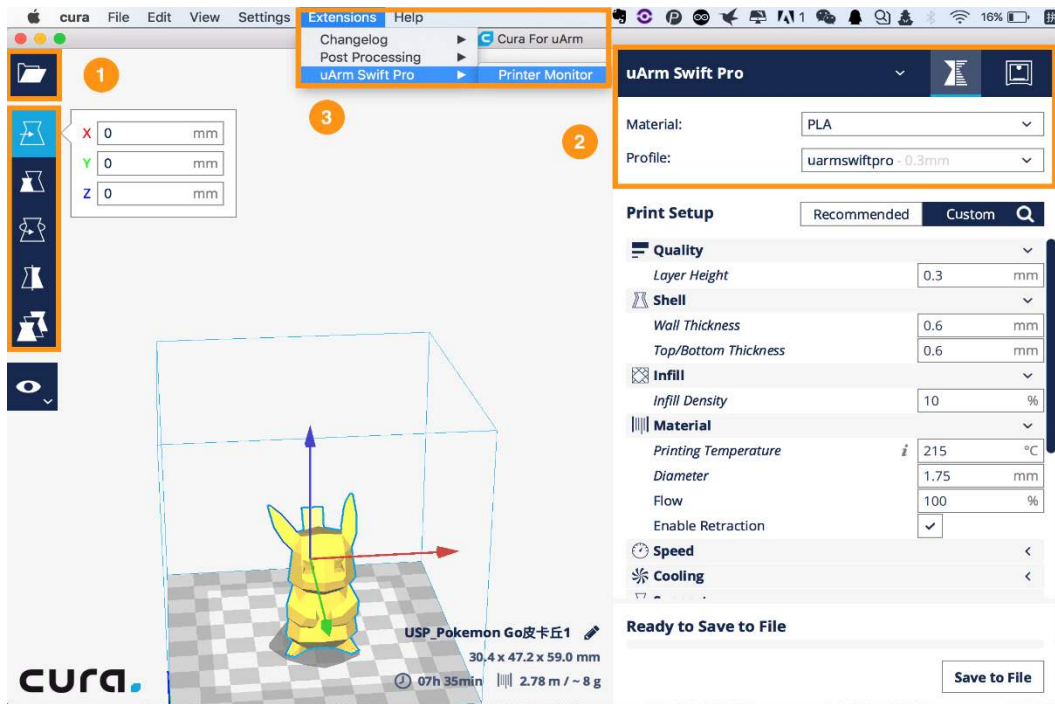 cura File Edit View Settings Extensions Help
1
16%
Changelog
Post Processing
uArm Swift Pro
Printer Monitor
Cura For uArm
1
3
2
X 0 mm
Y 0 mm
Z 0 mm
uArm Swift Pro
Material: PLA
Profile: uarmswiftpro - 0.3mm
Print Setup Recommended Custom
Quality
Layer Height 0.3 mm
Shell
Wall Thickness 0.6 mm
Top/Bottom Thickness 0.6 mm
Infill
Infill Density 10 %
Material
Printing Temperature i 215 °C
Diameter 1.75 mm
Flow 100 %
Enable Retraction
Speed
Cooling
USP_Pokemon Go皮卡丘1
30.4 x 47.2 x 59.0 mm
07h 35min 2.78 m / ~ 8 g
cura.
Ready to Save to File
Save to File